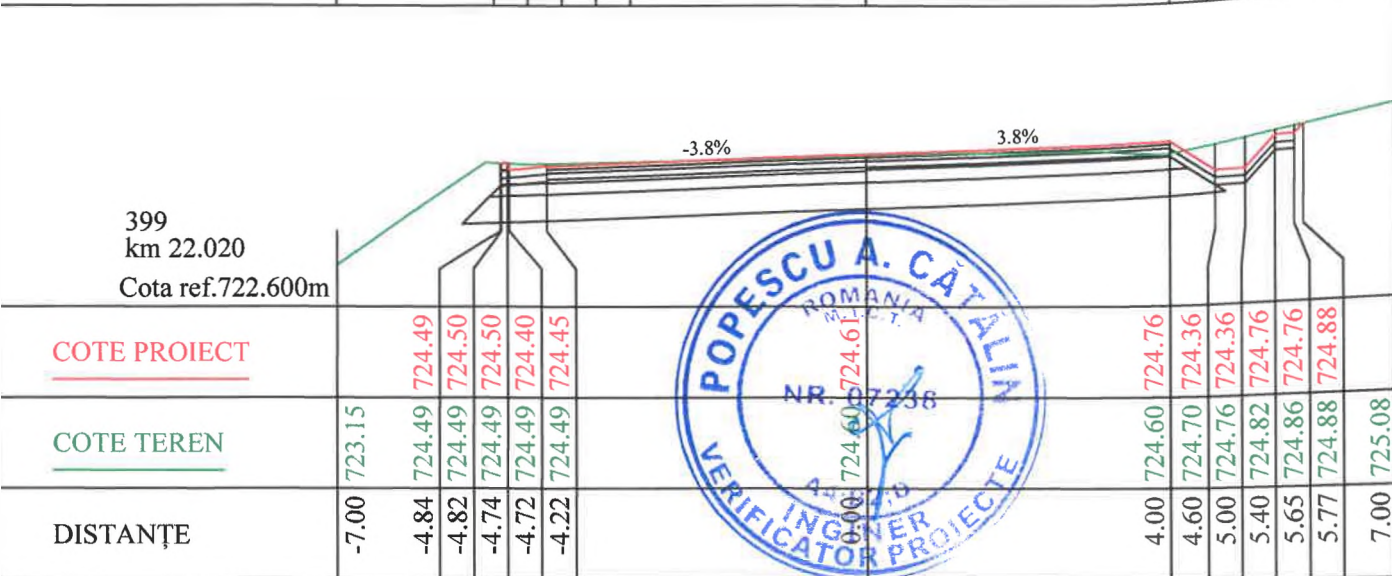 -3.8% 3.8%
399
km 22.020
Cota ref.722.600m
COTE PROIECT 724.49 724.50 724.50 724.40 724.45 724.61 724.76 724.36 724.36 724.76 724.76 724.88
COTE TEREN 723.15 724.49 724.49 724.49 724.49 724.49 724.60 724.60 724.70 724.76 724.82 724.86 724.88 725.08
DISTANȚE -7.00 -4.84 -4.82 -4.74 -4.72 -4.22 0.00 4.00 4.60 5.00 5.40 5.65 5.77 7.00
POPESCU A. CĂTĂLIN
ROMANIA
M.T.C.T.
NR. 07238
INGINER
VERIFICATOR PROIECTE